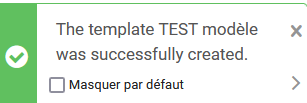 The template TEST modèle
was successfully created.
Masquer par défaut